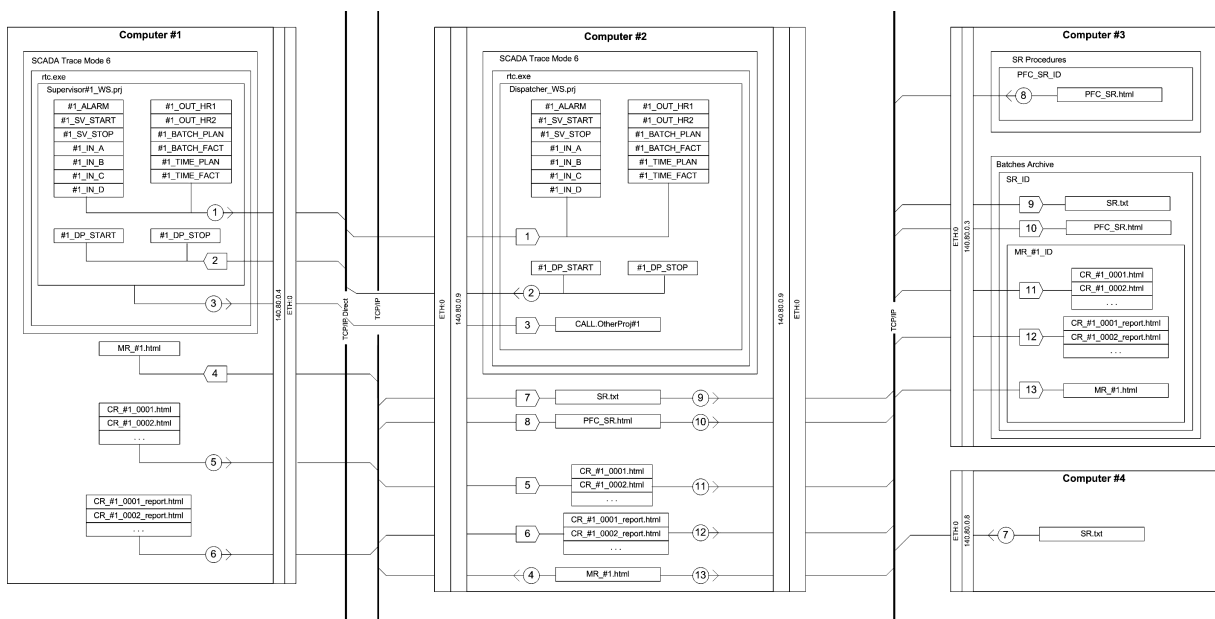 Computer #1
SCADA Trace Mode 6
rtc.exe
Supervisor#1_WS.prj
#1_ALARM
#1_SV_START
#1_SV_STOP
#1_IN_A
#1_IN_B
#1_IN_C
#1_IN_D
#1_OUT_HR1
#1_OUT_HR2
#1_BATCH_PLAN
#1_BATCH_FACT
#1_TIME_PLAN
#1_TIME_FACT
1
#1_DP_START
#1_DP_STOP
2
3
MR_#1.html
4
CR_#1_0001.html
CR_#1_0002.html
. . .
5
CR_#1_0001_report.html
CR_#1_0002_report.html
. . .
6
140.80.0.4
ETH:0
TCP/IP Direct
TCP/IP
Computer #2
ETH:0
140.80.0.9
SCADA Trace Mode 6
rtc.exe
Dispatcher_WS.prj
#1_ALARM
#1_SV_START
#1_SV_STOP
#1_IN_A
#1_IN_B
#1_IN_C
#1_IN_D
#1_OUT_HR1
#1_OUT_HR2
#1_BATCH_PLAN
#1_BATCH_FACT
#1_TIME_PLAN
#1_TIME_FACT
1
#1_DP_START
#1_DP_STOP
2
3
CALL.OtherProj#1
7
SR.txt
9
8
PFC_SR.html
10
5
CR_#1_0001.html
CR_#1_0002.html
. . .
11
6
CR_#1_0001_report.html
CR_#1_0002_report.html
. . .
12
4
MR_#1.html
13
140.80.0.9
ETH:0
TCP/IP
Computer #3
ETH:0
140.80.0.3
SR Procedures
PFC_SR_ID
8
PFC_SR.html
Batches Archive
SR_ID
9
SR.txt
10
PFC_SR.html
MR_#1_ID
11
CR_#1_0001.html
CR_#1_0002.html
. . .
12
CR_#1_0001_report.html
CR_#1_0002_report.html
. . .
13
MR_#1.html
Computer #4
ETH:0
140.80.0.8
7
SR.txt